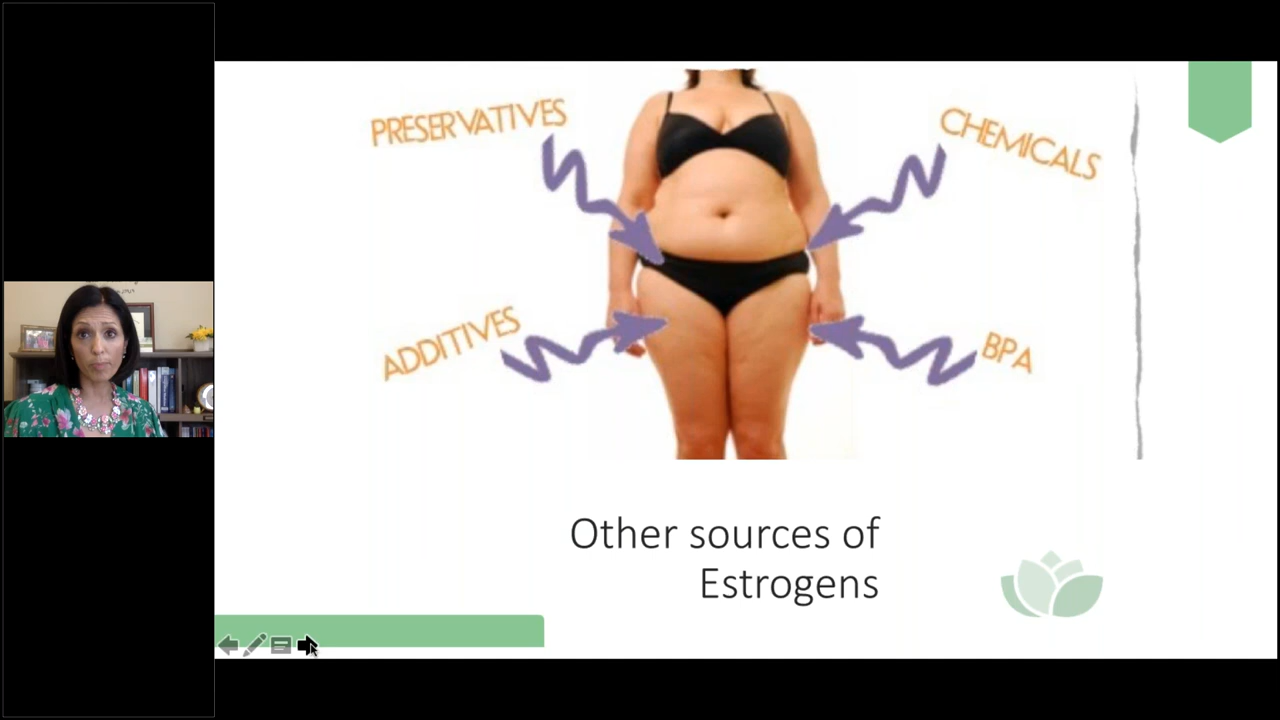 PRESERVATIVES
CHEMICALS
ADDITIVES
BPA
Other sources of
Estrogens